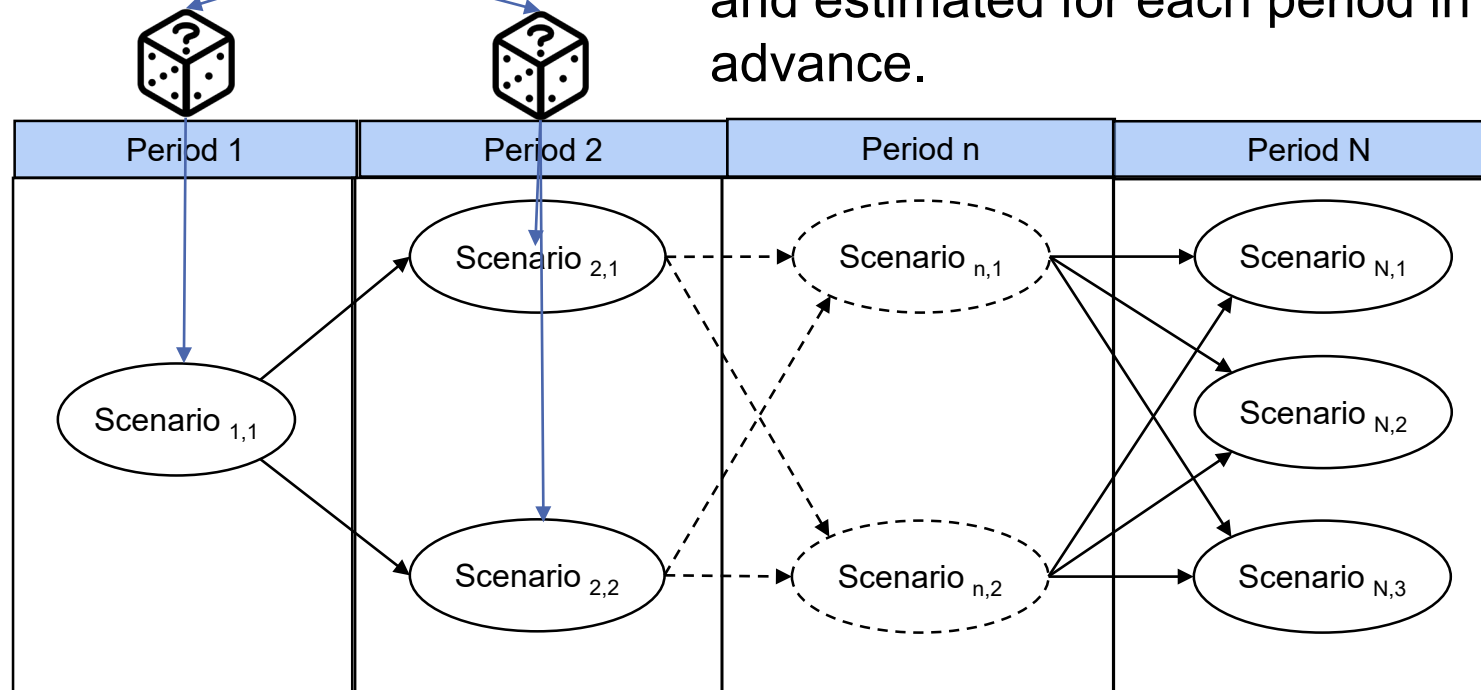 and estimated for each period in
advance.
?
?
Period 1
Period 2
Period n
Period N
Scenario 2,1
Scenario n,1
Scenario N,1
Scenario 1,1
Scenario N,2
Scenario 2,2
Scenario n,2
Scenario N,3